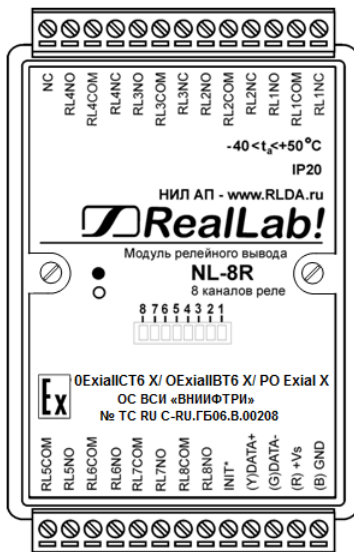 NC RL4NO RL4COM RL4NC RL3NO RL3COM RL3NC RL2NO RL2COM RL2NC RL1NO RL1COM RL1NC
-40<ta<+50°C
IP20
НИЛ АП - www.RLDA.ru
RealLab!
Модуль релейного вывода
NL-8R
8 каналов реле
8 7 6 5 4 3 2 1
Ex
0ExiaIICT6 X/ OExiaIIBT6 X/ PO ExiaI X
ОС ВСИ «ВНИИФТРИ»
№ ТС RU C-RU.ГБ06.В.00208
RL5COM RL5NO RL6COM RL6NO RL7COM RL7NO RL8COM RL8NO INIT* (Y)DATA+ (G)DATA- (R) +Vs (B) GND